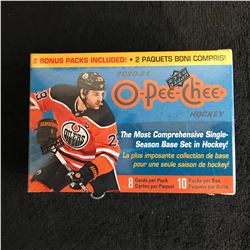 2 BONUS PACKS INCLUDED! • 2 PAQUETS BONI COMPRIS!
2020-21
UPPER DECK
O-Pee-Chee
HOCKEY
The Most Comprehensive Single-
Season Base Set in Hockey!
La plus imposante collection de base
pour une seule saison de hockey!
8 Cards per Pack
Cartes par Paquet
10 Packs per Box
Paquets par Boîte